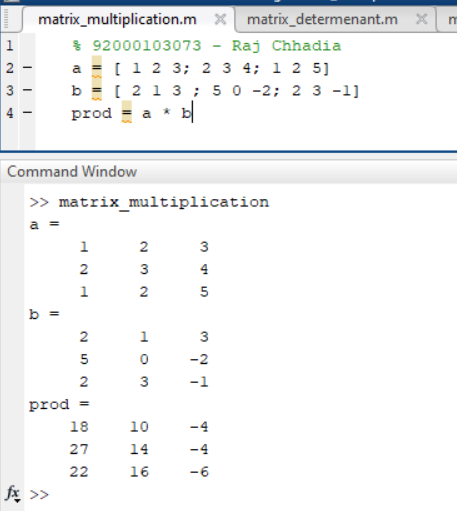 matrix_multiplication.m × matrix_determenant.m × m
1 % 92000103073 - Raj Chhadia
2 - a = [ 1 2 3; 2 3 4; 1 2 5]
3 - b = [ 2 1 3 ; 5 0 -2; 2 3 -1]
4 - prod = a * b
Command Window
>> matrix_multiplication
a =
1 2 3
2 3 4
1 2 5
b =
2 1 3
5 0 -2
2 3 -1
prod =
18 10 -4
27 14 -4
22 16 -6
fx >>